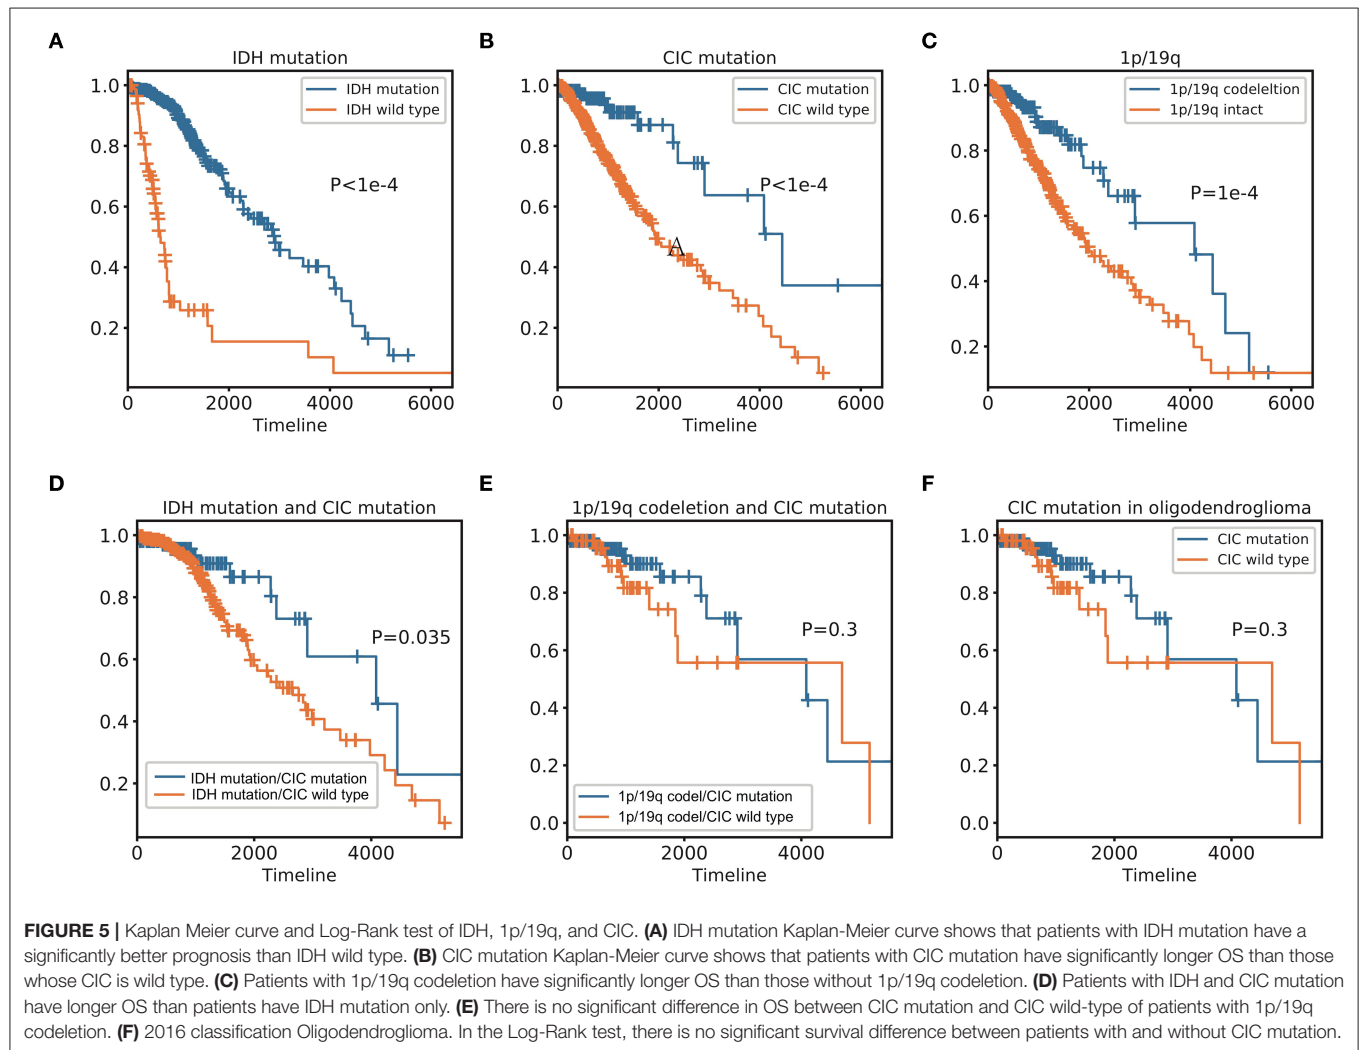 A
IDH mutation
1.0
0.8
0.6
0.4
0.2
IDH mutation
IDH wild type
P<1e-4
0 2000 4000 6000
Timeline
B
CIC mutation
1.0
0.8
0.6
0.4
0.2
CIC mutation
CIC wild type
P<1e-4
A
0 2000 4000 6000
Timeline
C
1p/19q
1.0
0.8
0.6
0.4
0.2
1p/19q codeleltion
1p/19q intact
P=1e-4
0 2000 4000 6000
Timeline
D
IDH mutation and CIC mutation
1.0
0.8
0.6
0.4
0.2
P=0.035
IDH mutation/CIC mutation
IDH mutation/CIC wild type
0 2000 4000
Timeline
E
1p/19q codeletion and CIC mutation
1.0
0.8
0.6
0.4
0.2
0.0
P=0.3
1p/19q codel/CIC mutation
1p/19q codel/CIC wild type
0 2000 4000
Timeline
F
CIC mutation in oligodendroglioma
1.0
0.8
0.6
0.4
0.2
0.0
CIC mutation
CIC wild type
P=0.3
0 2000 4000
Timeline
FIGURE 5 | Kaplan Meier curve and Log-Rank test of IDH, 1p/19q, and CIC. (A) IDH mutation Kaplan-Meier curve shows that patients with IDH mutation have a
significantly better prognosis than IDH wild type. (B) CIC mutation Kaplan-Meier curve shows that patients with CIC mutation have significantly longer OS than those
whose CIC is wild type. (C) Patients with 1p/19q codeletion have significantly longer OS than those without 1p/19q codeletion. (D) Patients with IDH and CIC mutation
have longer OS than patients have IDH mutation only. (E) There is no significant difference in OS between CIC mutation and CIC wild-type of patients with 1p/19q
codeletion. (F) 2016 classification Oligodendroglioma. In the Log-Rank test, there is no significant survival difference between patients with and without CIC mutation.